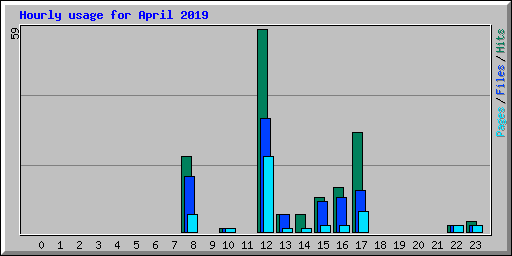 Hourly usage for April 2019
59
Pages/Files/Hits
0 1 2 3 4 5 6 7 8 9 10 11 12 13 14 15 16 17 18 19 20 21 22 23